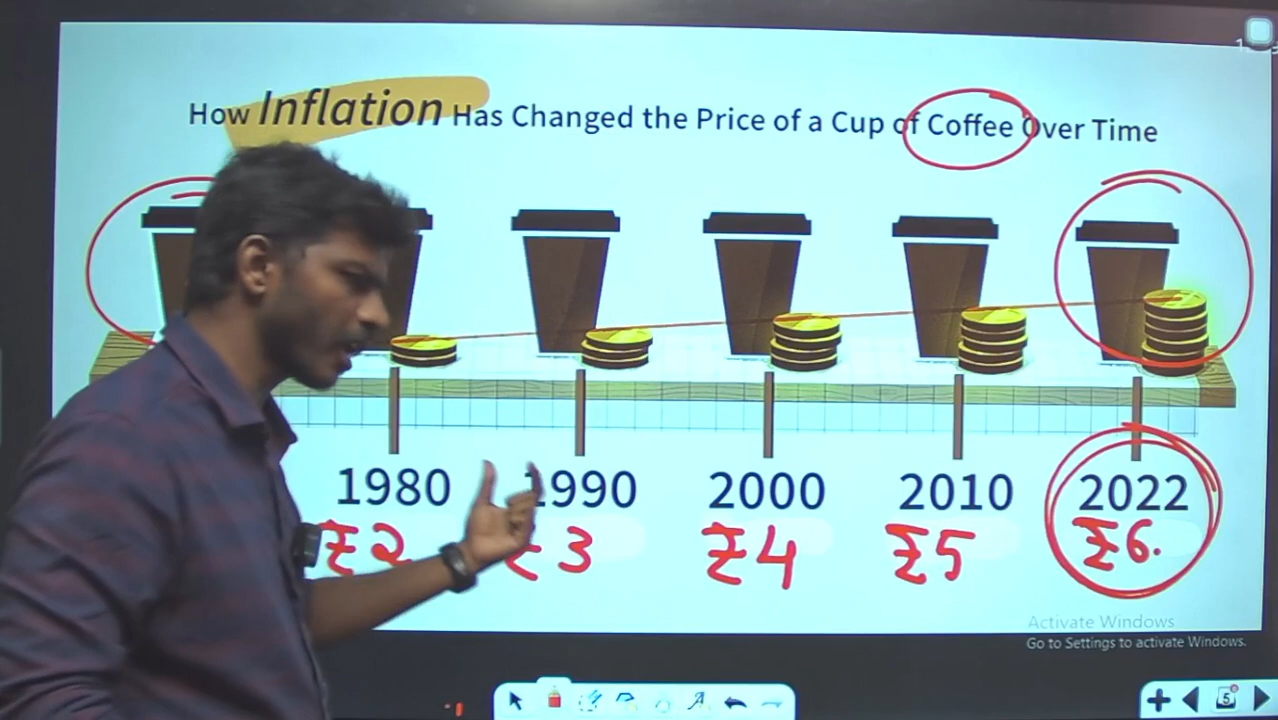 How Inflation Has Changed the Price of a Cup of Coffee Over Time
1980 1990 2000 2010 2022
₹2 ₹3 ₹4 ₹5 ₹6.
Activate Windows
Go to Settings to activate Windows.
5